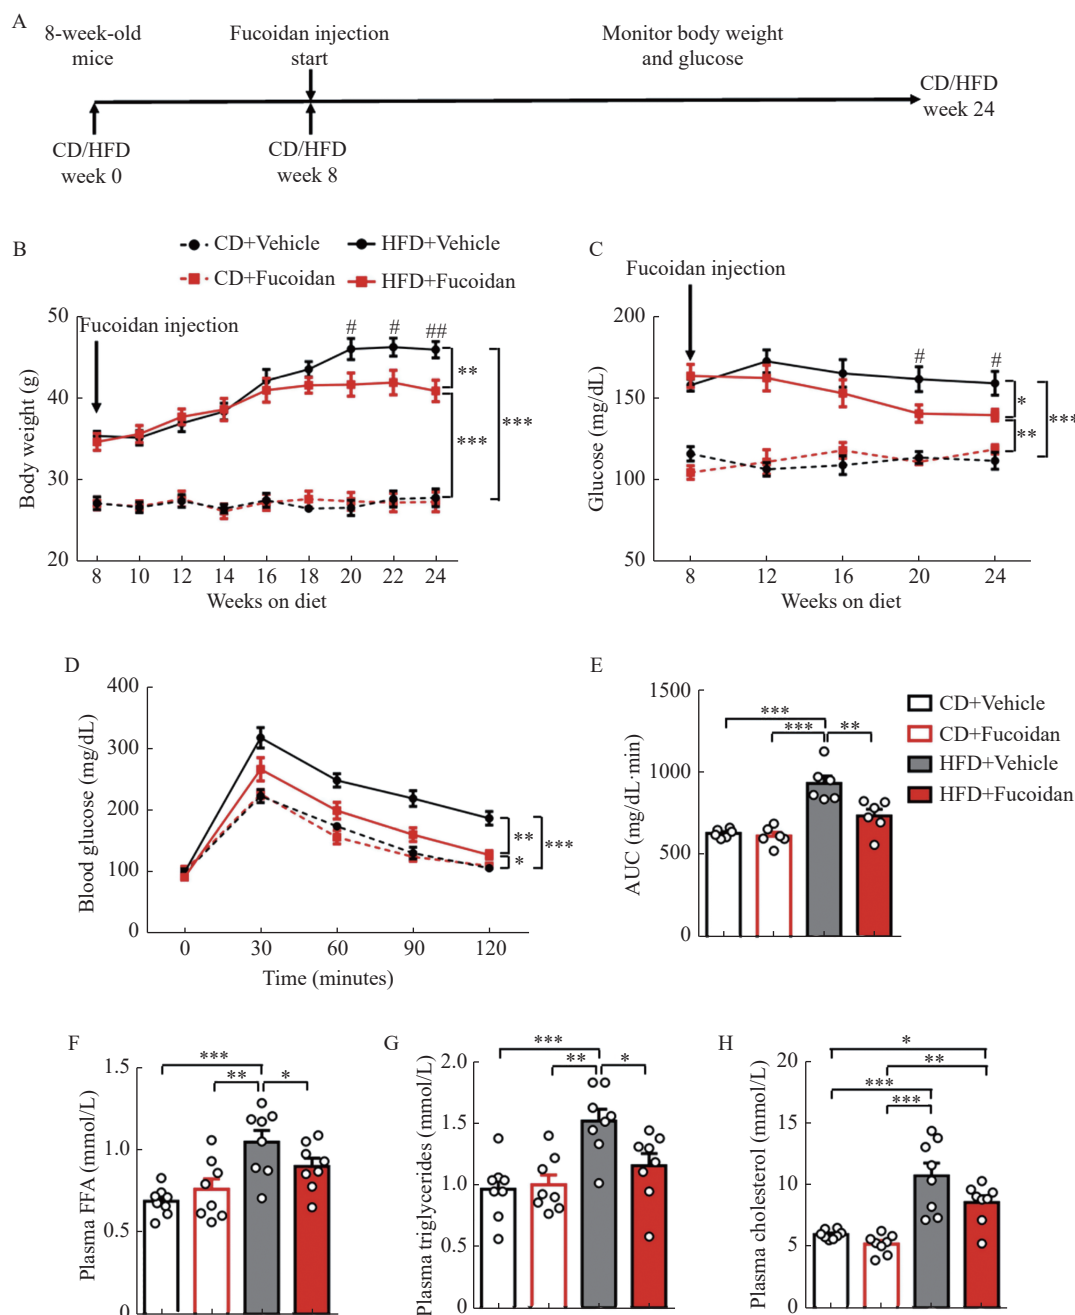 A
8-week-old
mice
Fucoidan injection
start
Monitor body weight
and glucose
CD/HFD
week 24
CD/HFD
week 0
CD/HFD
week 8
B
CD+Vehicle
HFD+Vehicle
CD+Fucoidan
HFD+Fucoidan
Fucoidan injection
# # ##
**
***
***
Body weight (g)
50
40
30
20
8 10 12 14 16 18 20 22 24
Weeks on diet
C
Fucoidan injection
# #
*
**
***
Glucose (mg/dL)
200
150
100
50
8 12 16 20 24
Weeks on diet
D
Blood glucose (mg/dL)
400
300
200
100
0
**
*
***
0 30 60 90 120
Time (minutes)
E
AUC (mg/dL·min)
1500
1000
500
0
***
*** **
CD+Vehicle
CD+Fucoidan
HFD+Vehicle
HFD+Fucoidan
F
Plasma FFA (mmol/L)
1.5
1.0
0.5
0
***
** *
G
Plasma triglycerides (mmol/L)
2.0
1.5
1.0
0.5
0
***
** *
H
Plasma cholesterol (mmol/L)
20
15
10
5
0
*
**
***
***